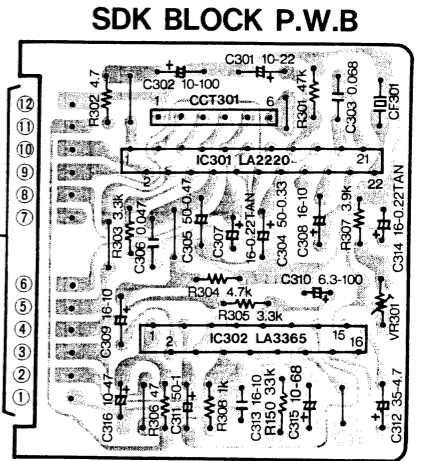 SDK BLOCK P.W.B
C301 10-22
C302 10-100
R302 4.7
CCT301
1 6
R301 47k
C303 0.068
CF301
12
11
10
9
8
7
6
5
4
3
2
1
1 IC301 LA2220 21
2 22
R303 3.3K
C306 0.047
C305 50-0.47
C307 16-0.22TAN
C304 50-0.33
C308 16-10
R307 3.9K
C314 16-0.22TAN
R304 4.7k
C310 6.3-100
R305 3.3k
C309 16-10
VR301
1 15
2 IC302 LA3365 16
C316 10-47
R306 47
C311 50-1
R308 1k
C313 16-10
R150 33k
C315 10-68
C312 35-4.7